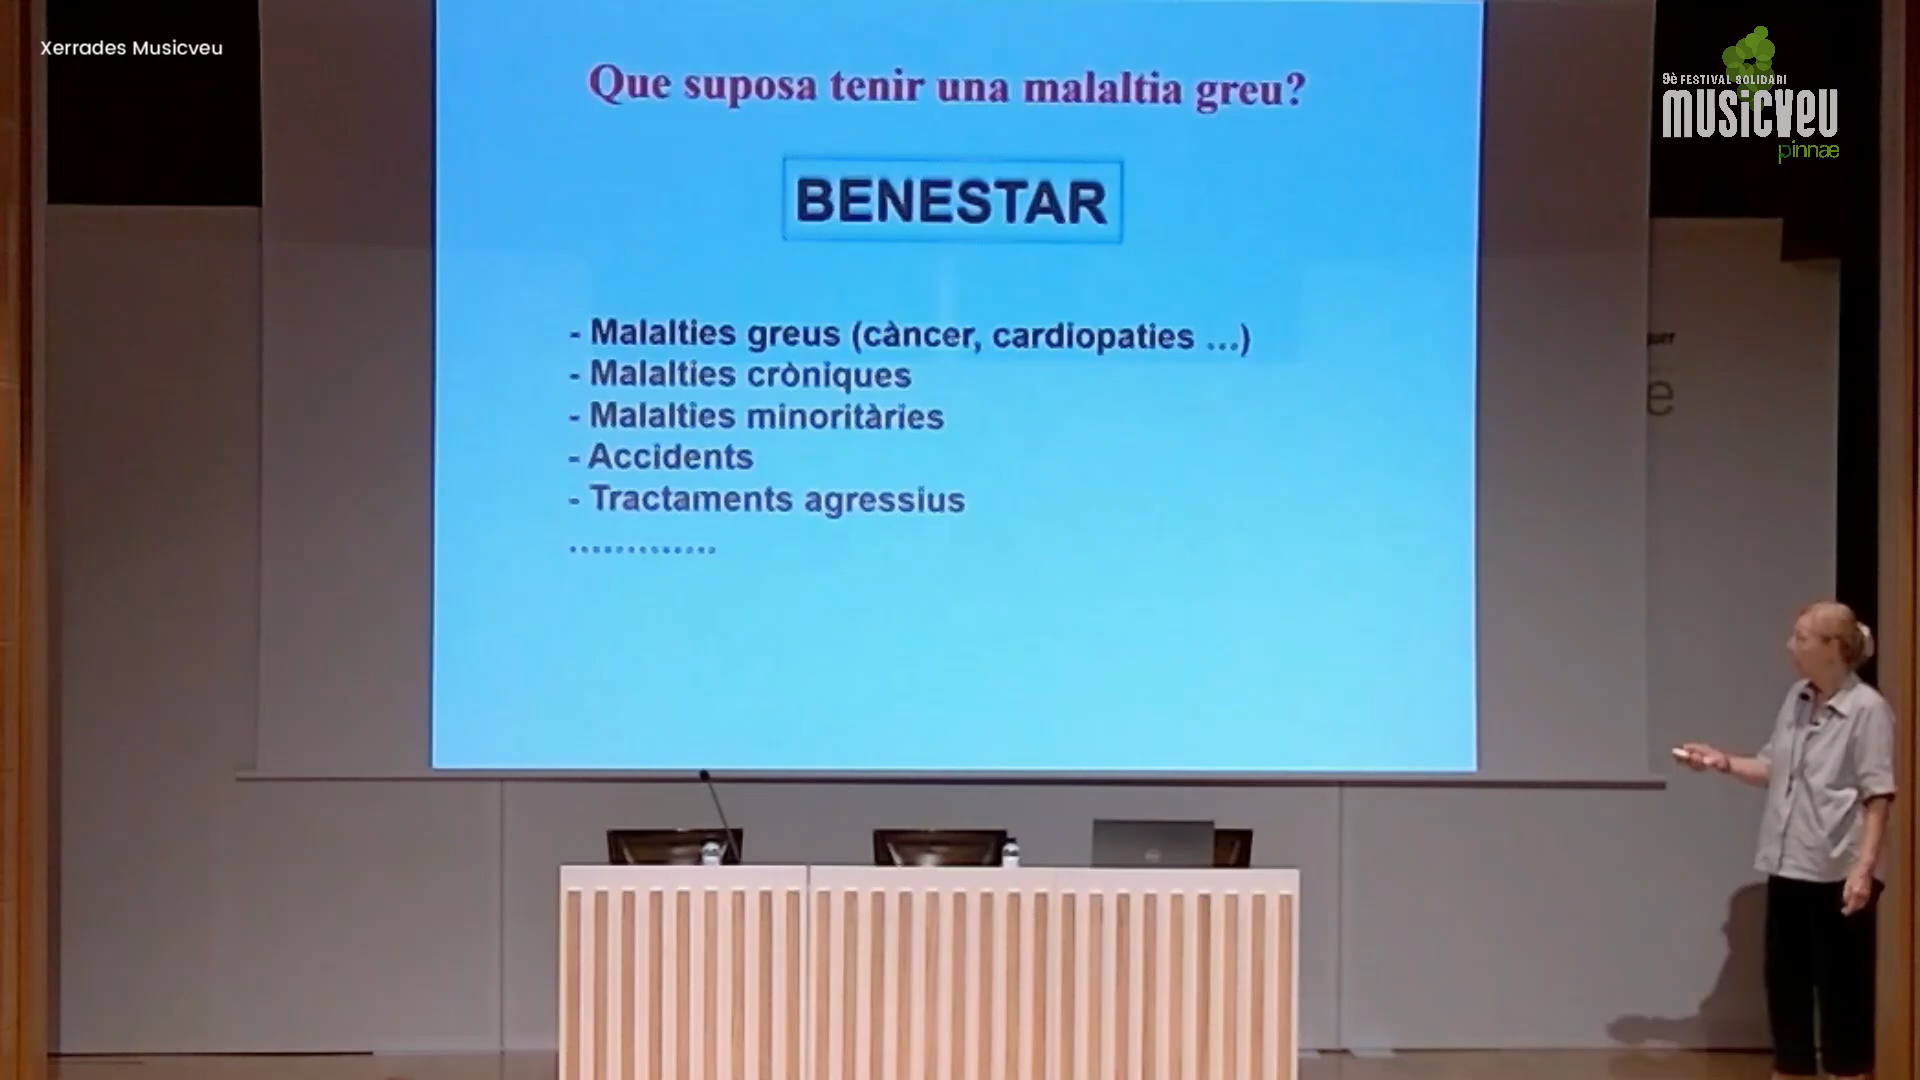 Xerrades Musicveu
9è FESTIVAL SOLIDARI
musicveu
pinnae
Que suposa tenir una malaltia greu?
BENESTAR
- Malalties greus (càncer, cardiopaties ...)
- Malalties cròniques
- Malalties minoritàries
- Accidents
- Tractaments agressius
.............